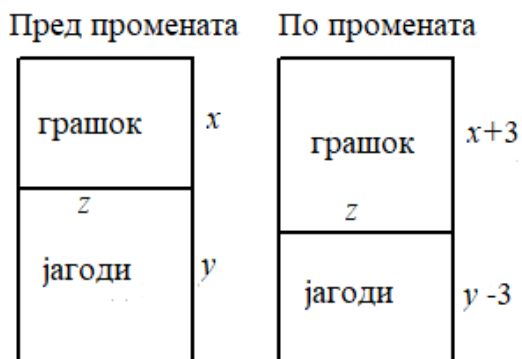 Пред промената По промената
грашок x
грашок x+3
z
z
јагоди y
јагоди y -3